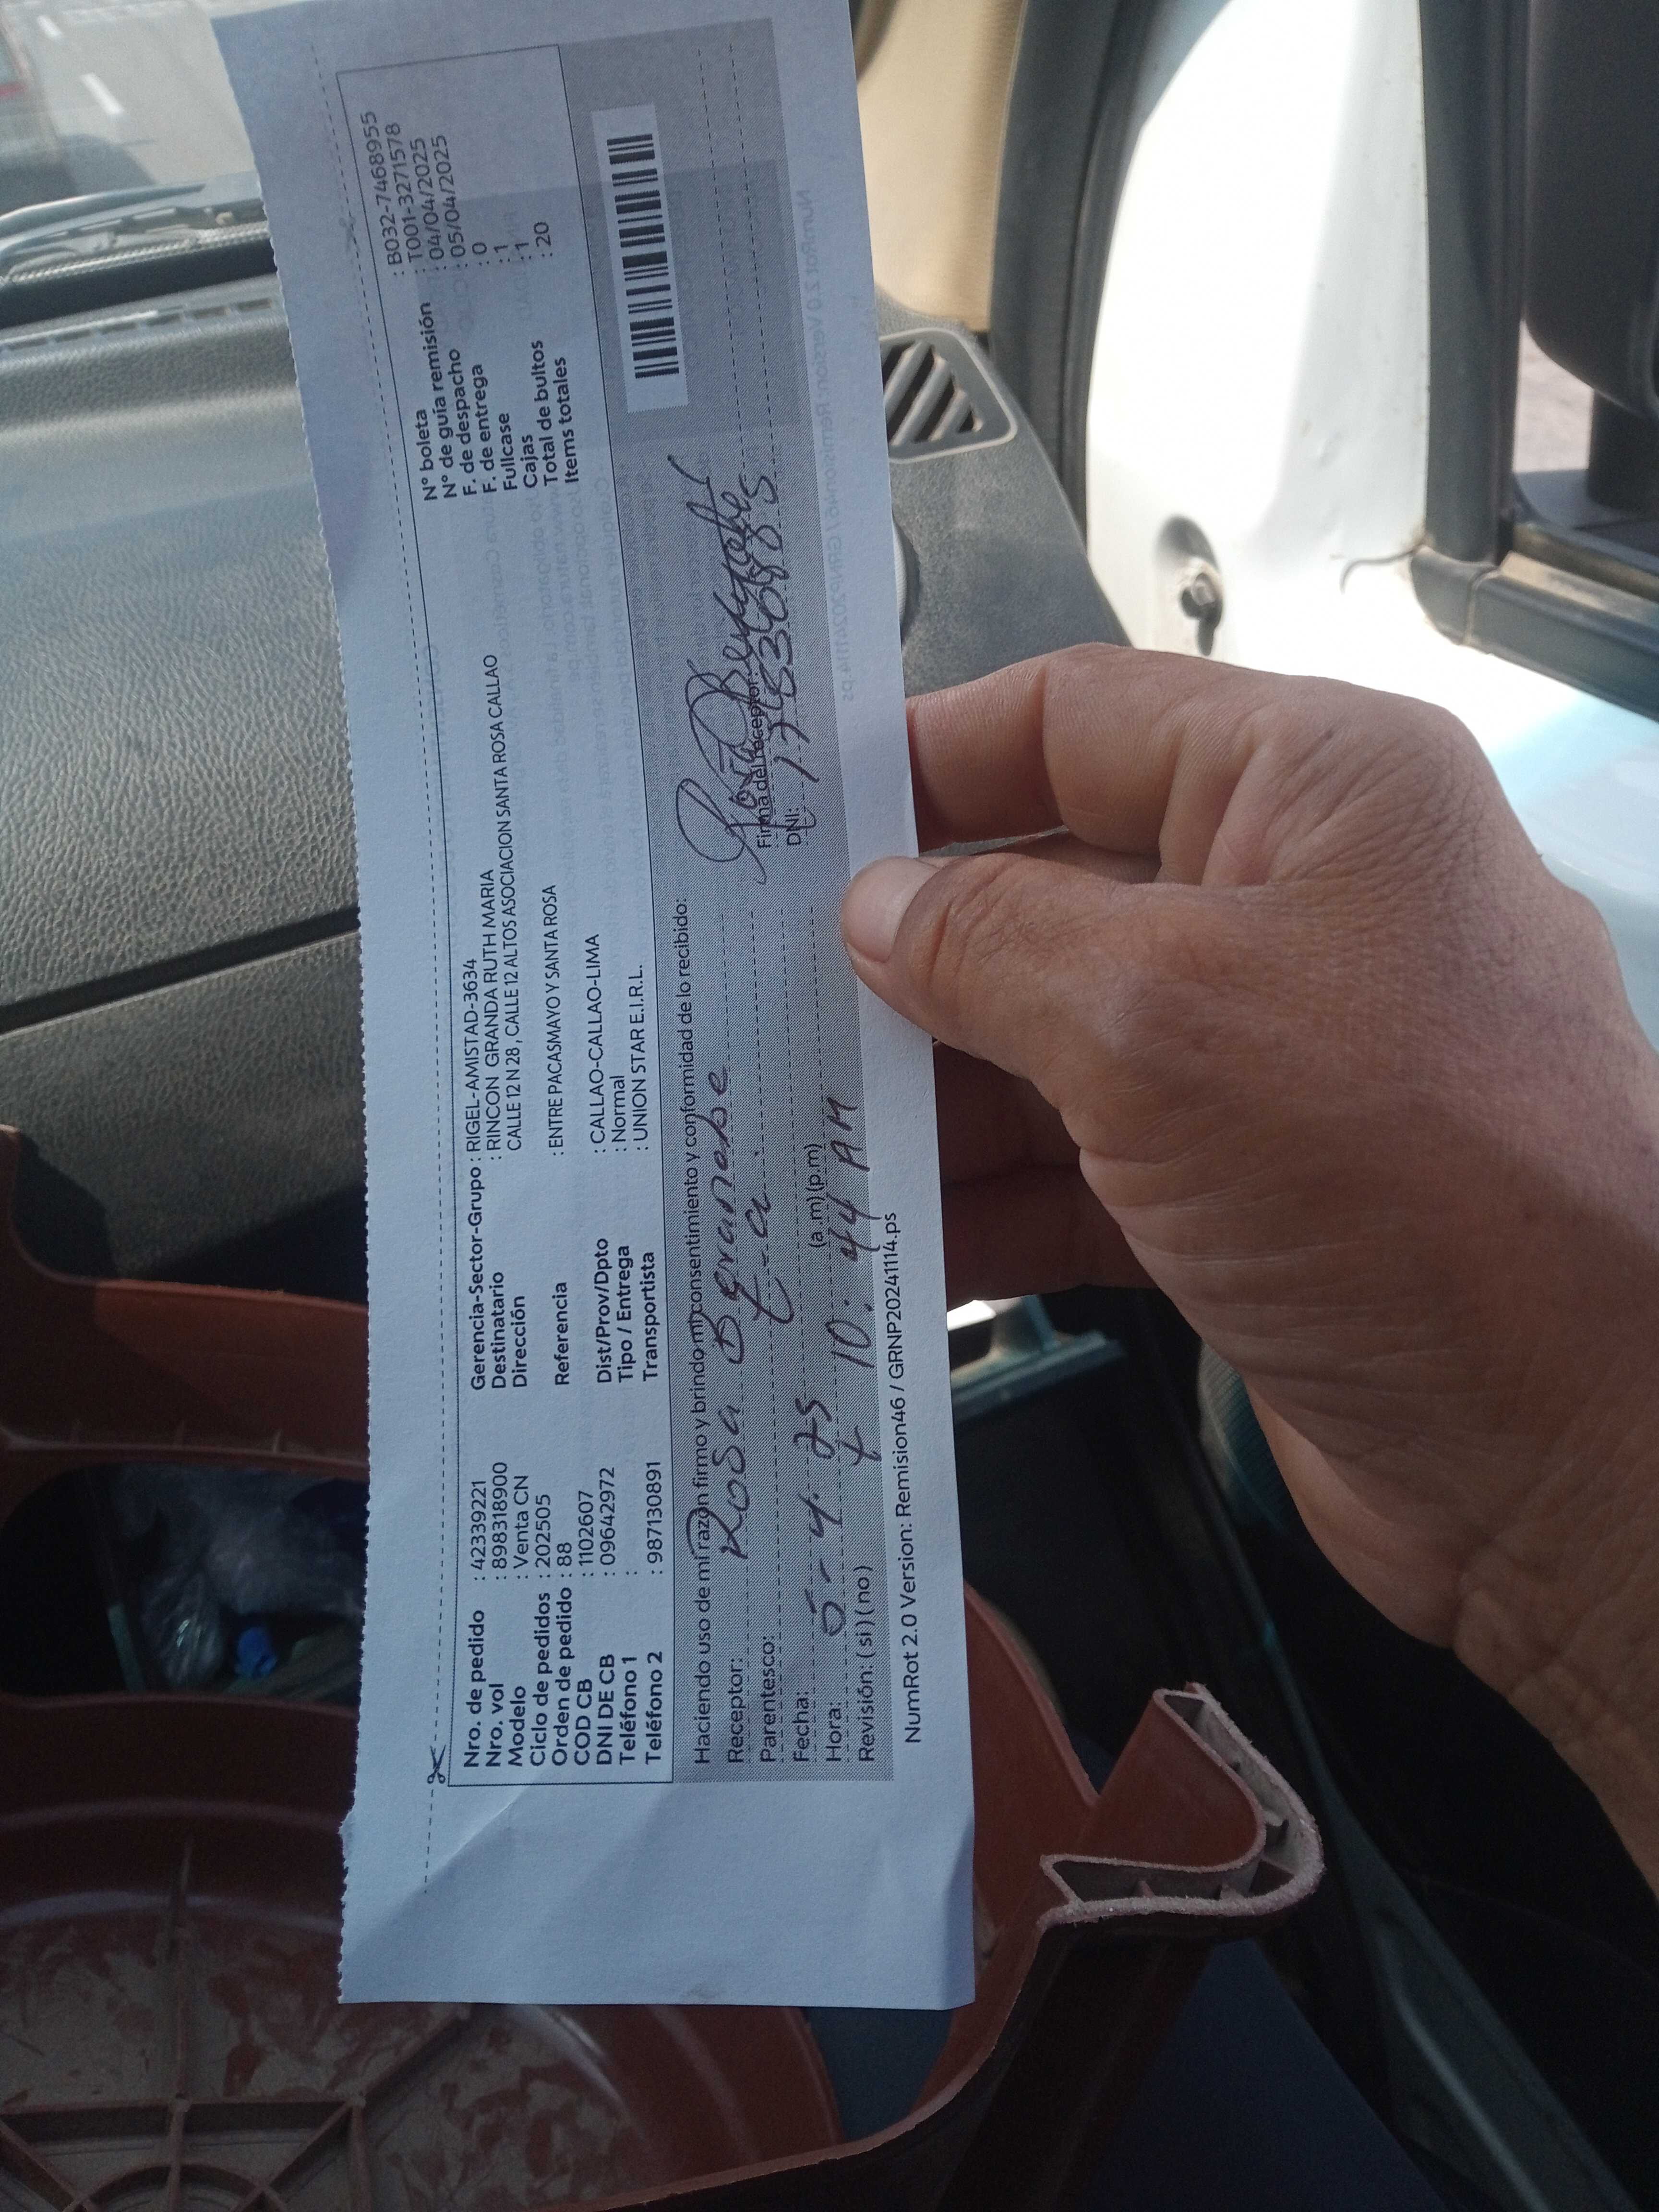 Nro. de pedido : 42339221
Nro. vol : 898318900
Modelo : Venta CN
Ciclo de pedidos : 202505
Orden de pedido : 88
COD CB : 1102607
DNI DE CB : 09642972
Teléfono 1 :
Teléfono 2 : 987130891
Gerencia-Sector-Grupo : RIGEL-AMISTAD-3634
Destinatario : RINCON GRANDA RUTH MARIA
Dirección CALLE 12 N 28 , CALLE 12 ALTOS ASOCIACION SANTA ROSA CALLAO
Referencia : ENTRE PACASMAYO Y SANTA ROSA
Dist/Prov/Dpto : CALLAO-CALLAO-LIMA
Tipo / Entrega : Normal
Transportista : UNION STAR E.I.R.L.
N° boleta : B032-7468955
N° de guía remisión : T001-3271578
F. de despacho : 04/04/2025
F. de entrega : 05/04/2025
Fullcase : 0
Cajas : 1
Total de bultos : 1
Items totales : 20
Haciendo uso de mi razón firmo y brindo mi consentimiento y conformidad de lo recibido:
Receptor: Rosa
Parentesco: t-a
Fecha: 5-4-25
Hora: 10:44 AM (a.m) (p.m)
Revisión: ( si ) ( no )
Firma del receptor:
DNI:
NumRot 2.0 Version: Remision46 / GRNP20241114.ps